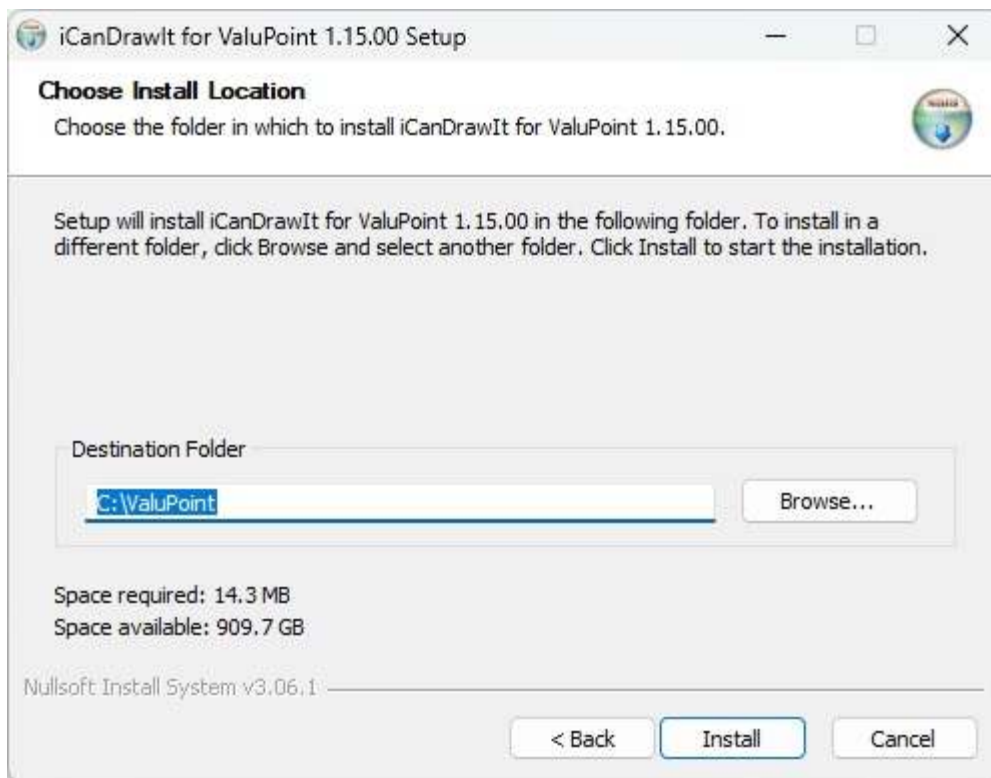 iCanDrawIt for ValuPoint 1.15.00 Setup
Choose Install Location
Choose the folder in which to install iCanDrawIt for ValuPoint 1.15.00.
Setup will install iCanDrawIt for ValuPoint 1.15.00 in the following folder. To install in a
different folder, click Browse and select another folder. Click Install to start the installation.
Destination Folder
C:\ValuPoint
Browse...
Space required: 14.3 MB
Space available: 909.7 GB
Nullsoft Install System v3.06.1
< Back
Install
Cancel